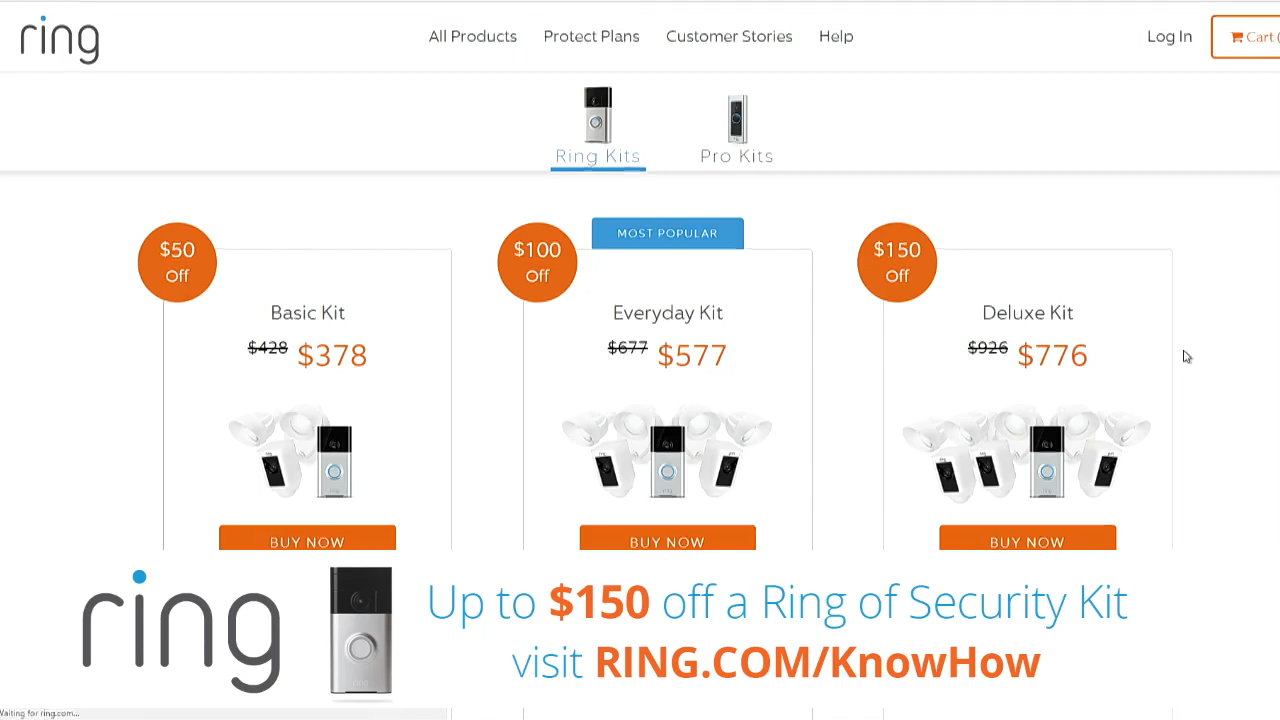 ring
All Products Protect Plans Customer Stories Help Log In Cart (
Ring Kits Pro Kits
$50 Off
$100 Off
MOST POPULAR
$150 Off
Basic Kit
$428 $378
BUY NOW
Everyday Kit
$677 $577
BUY NOW
Deluxe Kit
$926 $776
BUY NOW
ring
Up to $150 off a Ring of Security Kit
visit RING.COM/KnowHow
Waiting for ring.com...